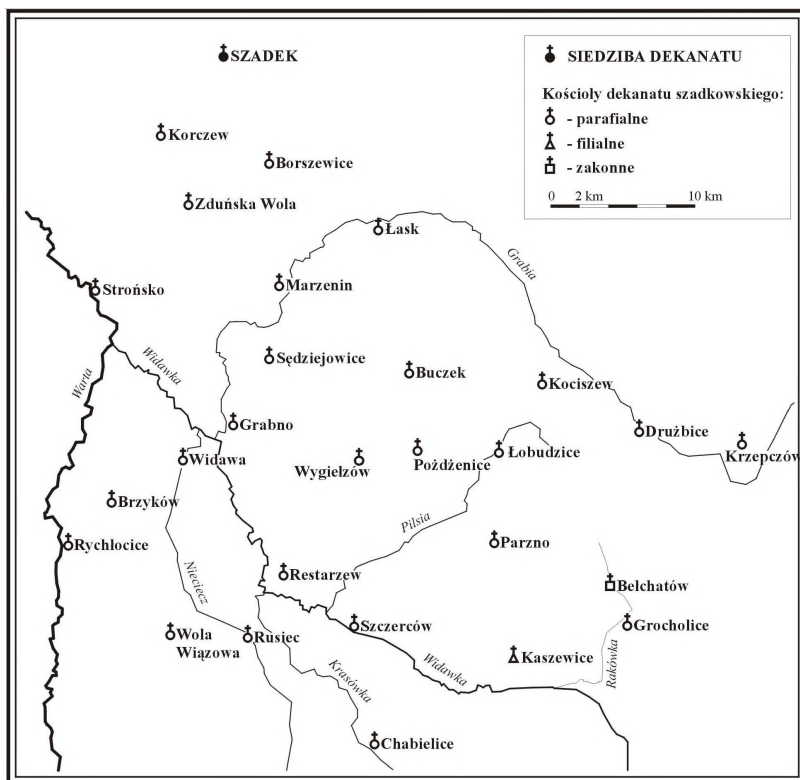 SZADEK
SIEDZIBA DEKANATU
Kościoły dekanatu szadkowskiego:
- parafialne
- filialne
- zakonne
0 2 km 10 km
Korczew
Borszewice
Zduńska Wola
Łask
Grabia
Strońsko
Marzenin
Widawka
Warta
Sędziejowice
Buczek
Kociszew
Grabno
Drużbice
Krzepczów
Widawa
Wygiełzów
Pożdżenice
Łobudzice
Brzyków
Pilsia
Rychłocice
Parzno
Nieciecz
Restarzew
Bełchatów
Szczerców
Grocholice
Wola
Wiązowa
Rusiec
Krasówka
Widawka
Kaszewice
Rakówka
Chabielice